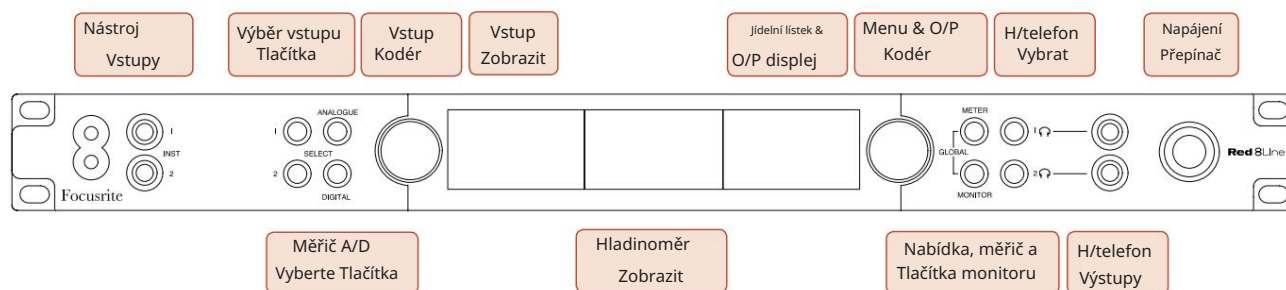 Nástroj
Vstupy
Výběr vstupu
Tlačítka
Vstup
Kodér
Vstup
Zobrazit
Jídelní lístek &
O/P displej
Menu & O/P
Kodér
H/telefon
Vybrat
Napájení
Přepínač
ANALOGUE
METER
1
1
1
INST
SELECT
GLOBAL
Red 8Line
2
2
2
Focusrite
DIGITAL
MONITOR
Měřič A/D
Vyberte Tlačítka
Hladinoměr
Zobrazit
Nabídka, měřič a
Tlačítka monitoru
H/telefon
Výstupy